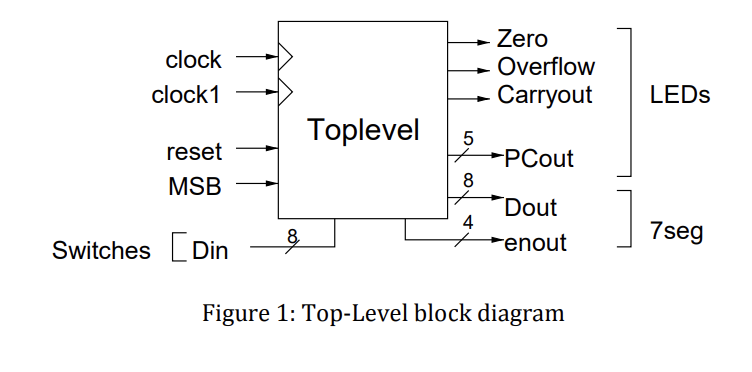 clock
clock1
reset
MSB
Switches
Din
8
Toplevel
Zero
Overflow
Carryout
5
PCout
8
Dout
4
enout
LEDs
7seg
Figure 1: Top-Level block diagram